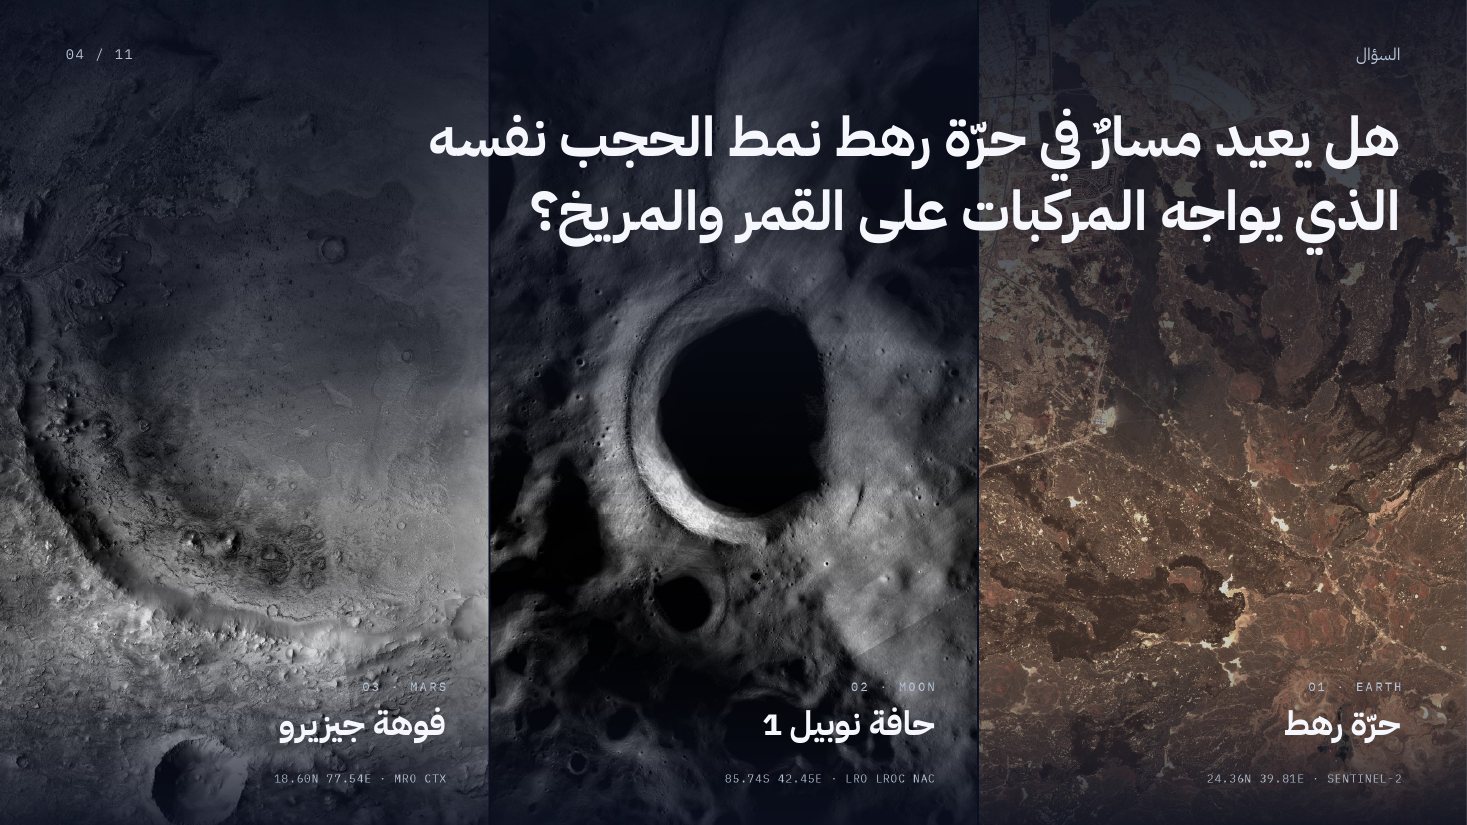 السؤال
04 / 11
هل يعيد مسارٌ في حرّة رهط نمط الحجب نفسه
الذي يواجه المركبات على القمر والمريخ؟
01 · EARTH
حرّة رهط
24.36N 39.81E · SENTINEL-2
02 · MOON
حافة نوبيل 1
85.74S 42.45E · LRO LROC NAC
03 · MARS
فوهة جيزيرو
18.60N 77.54E · MRO CTX